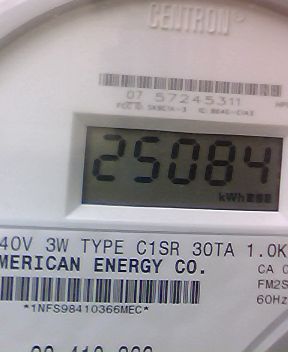 CENTRON®
07 57245311
25084
kWh
40V 3W TYPE C1SR 30TA 1.0K
MERICAN ENERGY CO.
CA 0
FM2S
60Hz
*1NFS98410366MEC*